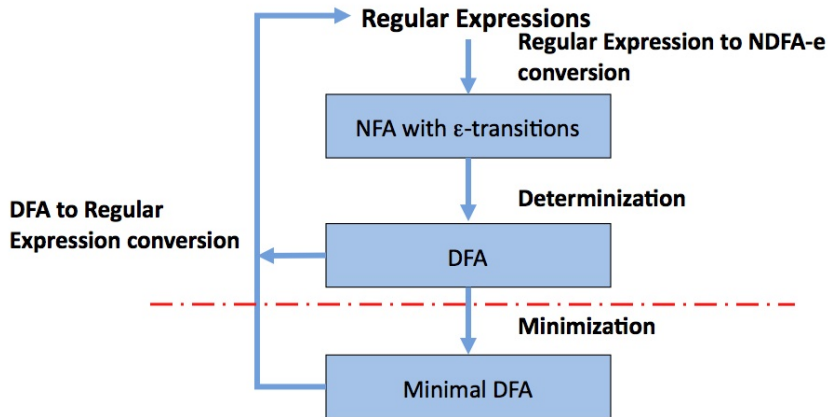 Regular Expressions
Regular Expression to NDFA-e
conversion
NFA with ε-transitions
Determinization
DFA to Regular
Expression conversion
DFA
Minimization
Minimal DFA